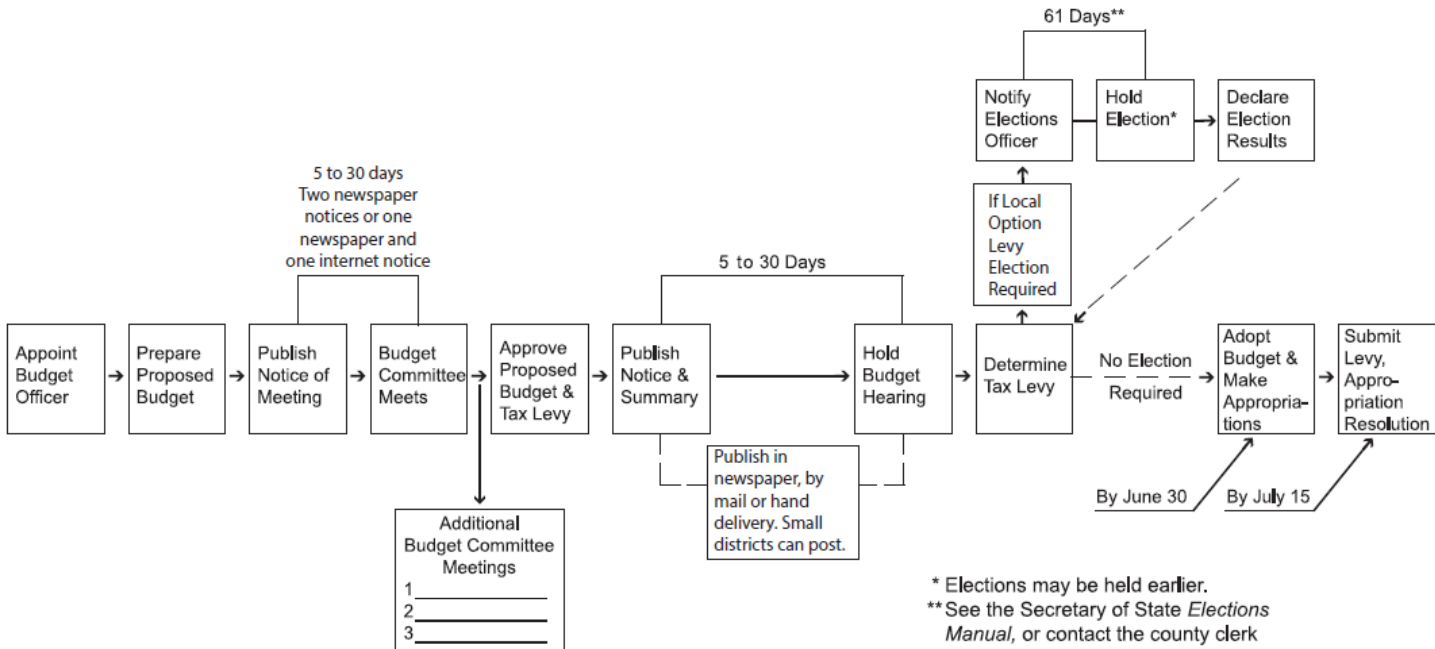 61 Days**
Notify
Elections
Officer
Hold
Election*
Declare
Election
Results
5 to 30 days
Two newspaper
notices or one
newspaper and
one internet notice
If Local
Option
Levy
Election
Required
5 to 30 Days
Appoint
Budget
Officer
Prepare
Proposed
Budget
Publish
Notice of
Meeting
Budget
Committee
Meets
Approve
Proposed
Budget &
Tax Levy
Publish
Notice &
Summary
Hold
Budget
Hearing
Determine
Tax Levy
No Election
Required
Adopt
Budget &
Make
Appropria-
tions
Submit
Levy,
Appro-
priation
Resolution
Publish in
newspaper, by
mail or hand
delivery. Small
districts can post.
By June 30
By July 15
Additional
Budget Committee
Meetings
1
2
3
* Elections may be held earlier.
** See the Secretary of State Elections
Manual, or contact the county clerk